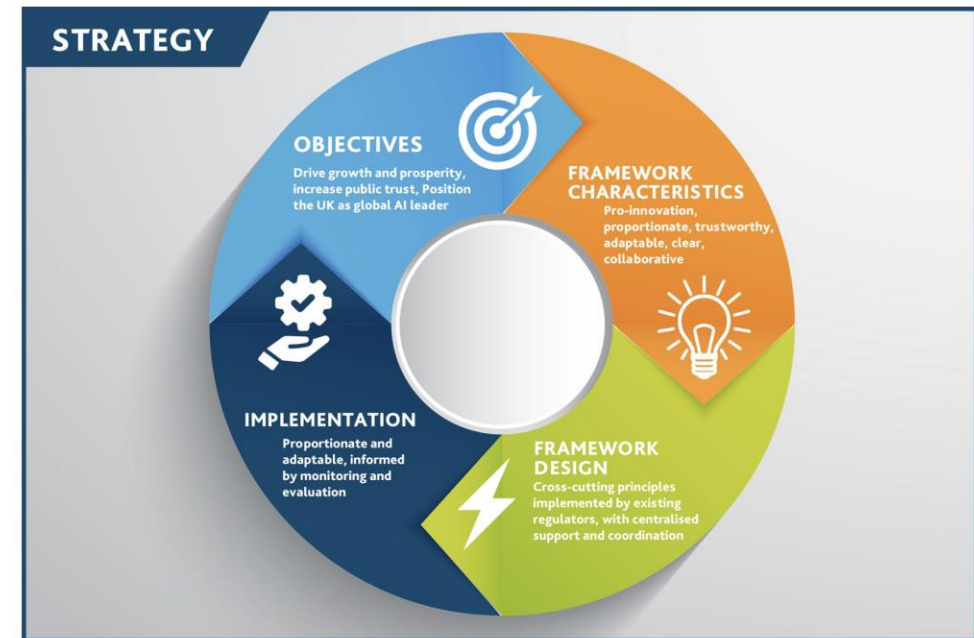 STRATEGY
OBJECTIVES
Drive growth and prosperity,
increase public trust, Position
the UK as global AI leader
FRAMEWORK
CHARACTERISTICS
Pro-innovation,
proportionate, trustworthy,
adaptable, clear,
collaborative
FRAMEWORK
DESIGN
Cross-cutting principles
implemented by existing
regulators, with centralised
support and coordination
IMPLEMENTATION
Proportionate and
adaptable, informed
by monitoring and
evaluation